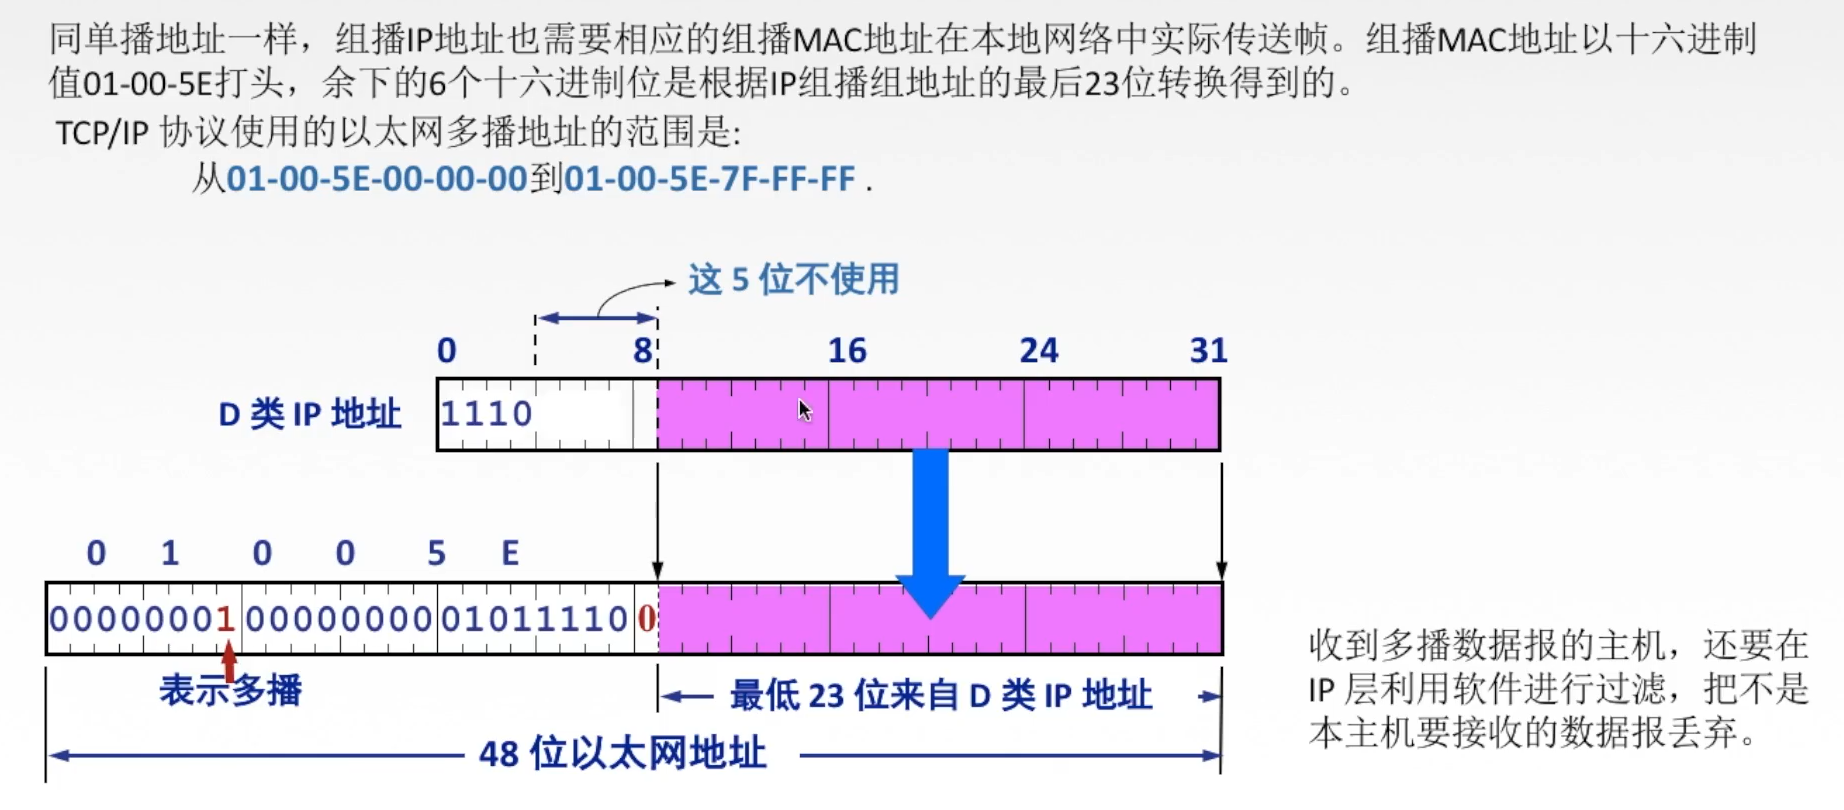 同单播地址一样，组播IP地址也需要相应的组播MAC地址在本地网络中实际传送帧。组播MAC地址以十六进制
值01-00-5E打头，余下的6个十六进制位是根据IP组播组地址的最后23位转换得到的。
TCP/IP 协议使用的以太网多播地址的范围是:
从01-00-5E-00-00-00到01-00-5E-7F-FF-FF .
这 5 位不使用
0 8 16 24 31
D 类 IP 地址 1110
0 1 0 0 5 E
00000001 00000000 01011110 0
表示多播
最低 23 位来自 D 类 IP 地址
48 位以太网地址
收到多播数据报的主机，还要在
IP 层利用软件进行过滤，把不是
本主机要接收的数据报丢弃。